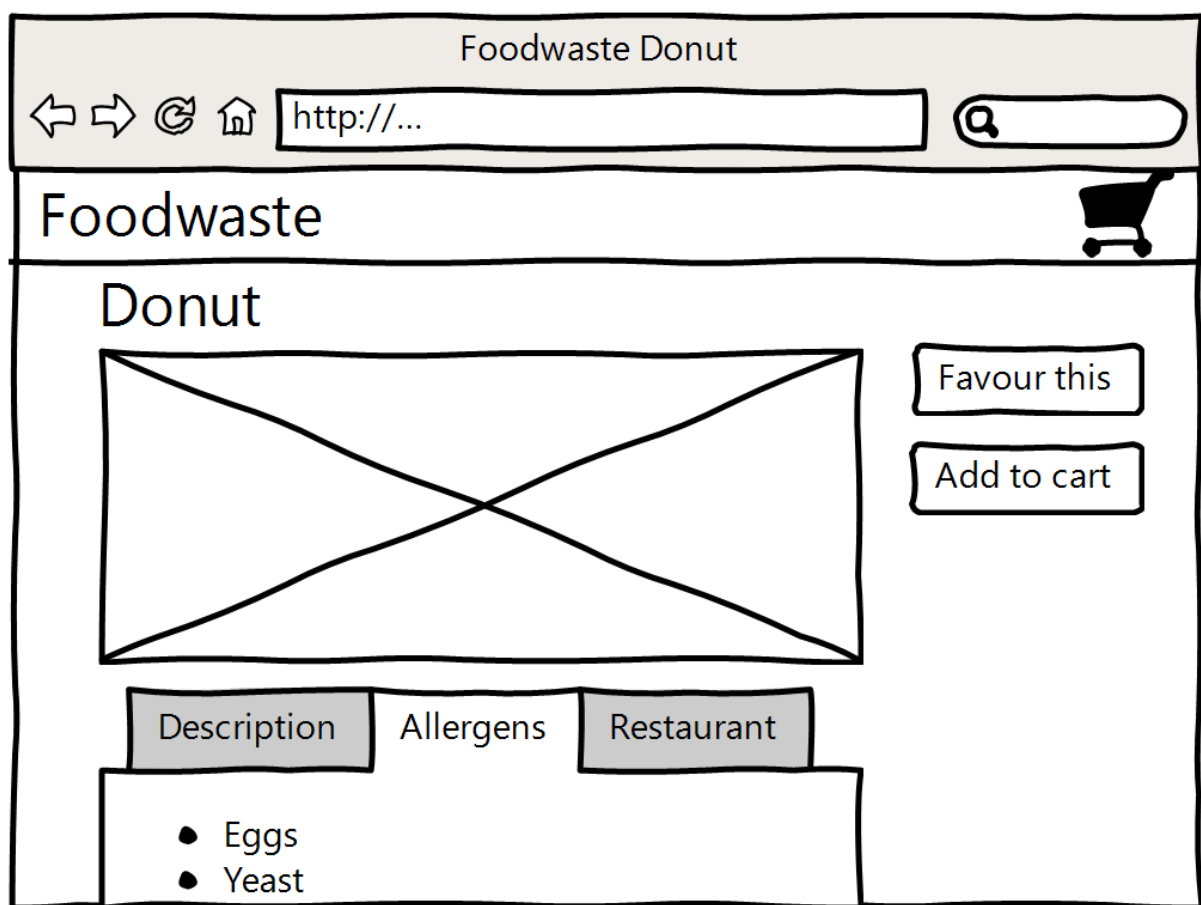 Foodwaste Donut
http://...
Foodwaste
Donut
Favour this
Add to cart
Description Allergens Restaurant
Eggs
Yeast